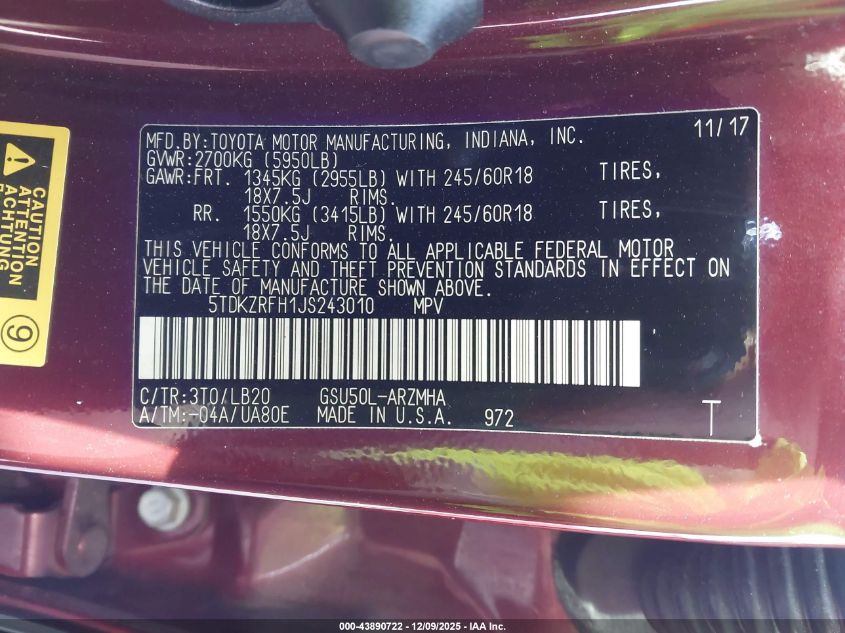 MFD.BY:TOYOTA MOTOR MANUFACTURING, INDIANA, INC. 11/17
GVWR:2700KG (5950LB)
GAWR:FRT. 1345KG (2955LB) WITH 245/60R18 TIRES,
18X7.5J RIMS.
RR. 1550KG (3415LB) WITH 245/60R18 TIRES,
18X7.5J RIMS.
THIS VEHICLE CONFORMS TO ALL APPLICABLE FEDERAL MOTOR
VEHICLE SAFETY AND THEFT PREVENTION STANDARDS IN EFFECT ON
THE DATE OF MANUFACTURE SHOWN ABOVE.
5TDKZRFH1JS243010 MPV
C/TR:3T0/LB20 GSU50L-ARZMHA
A/TM:-04A/UA80E MADE IN U.S.A. 972 T
CAUTION
ATTENTION
ACHTUNG
9
000-43890722 - 12/09/2025 - IAA Inc.